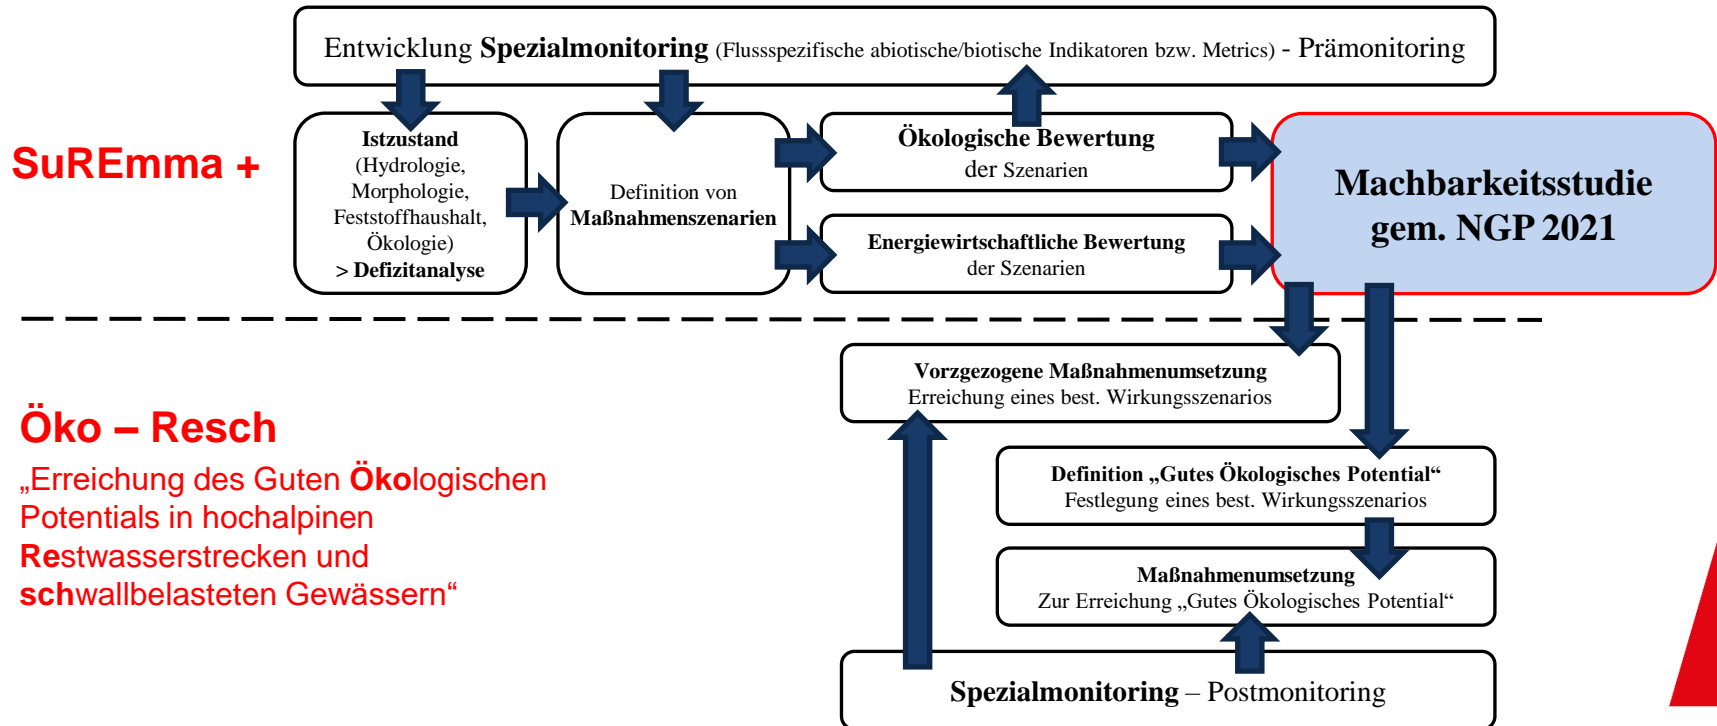 Entwicklung Spezialmonitoring (Flussspezifische abiotische/biotische Indikatoren bzw. Metrics) - Prämonitoring
SuREmma +
Istzustand
(Hydrologie,
Morphologie,
Feststoffhaushalt,
Ökologie)
> Defizitanalyse
Definition von
Maßnahmenszenarien
Ökologische Bewertung
der Szenarien
Energiewirtschaftliche Bewertung
der Szenarien
Machbarkeitsstudie
gem. NGP 2021
Vorzgezogene Maßnahmenumsetzung
Erreichung eines best. Wirkungsszenarios
Öko – Resch
„Erreichung des Guten Ökologischen
Potentials in hochalpinen
Restwasserstrecken und
schwallbelasteten Gewässern“
Definition „Gutes Ökologisches Potential“
Festlegung eines best. Wirkungsszenarios
Maßnahmenumsetzung
Zur Erreichung „Gutes Ökologisches Potential“
Spezialmonitoring – Postmonitoring